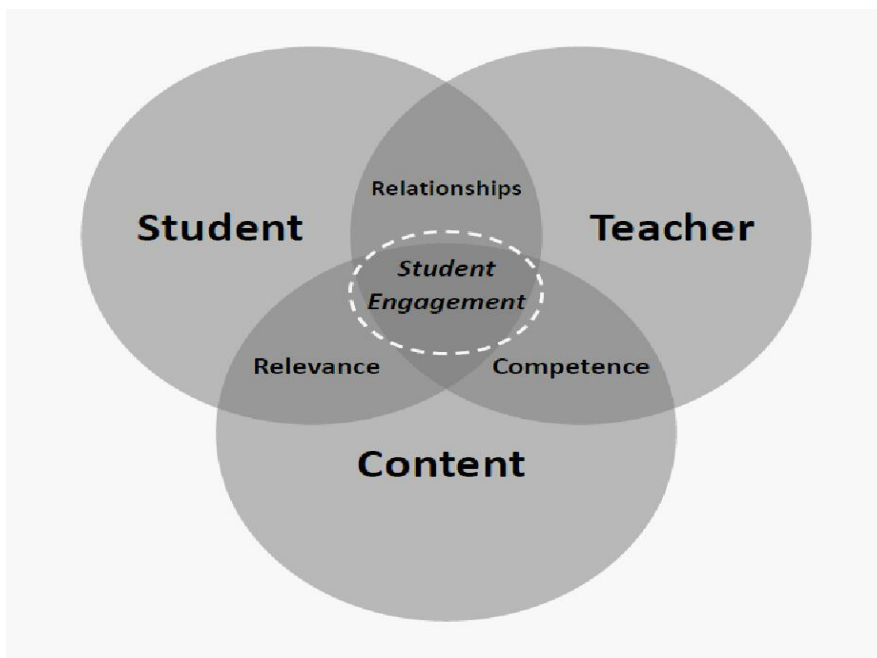 Relationships
Student
Teacher
Student
Engagement
Relevance
Competence
Content